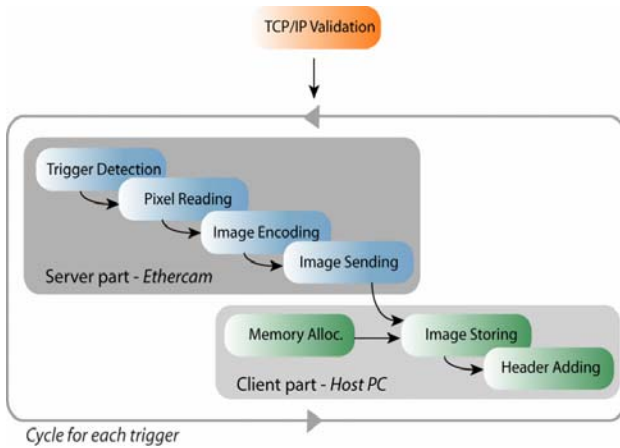 TCP/IP Validation
Trigger Detection
Pixel Reading
Image Encoding
Image Sending
Server part - Ethercam
Memory Alloc.
Image Storing
Header Adding
Client part - Host PC
Cycle for each trigger